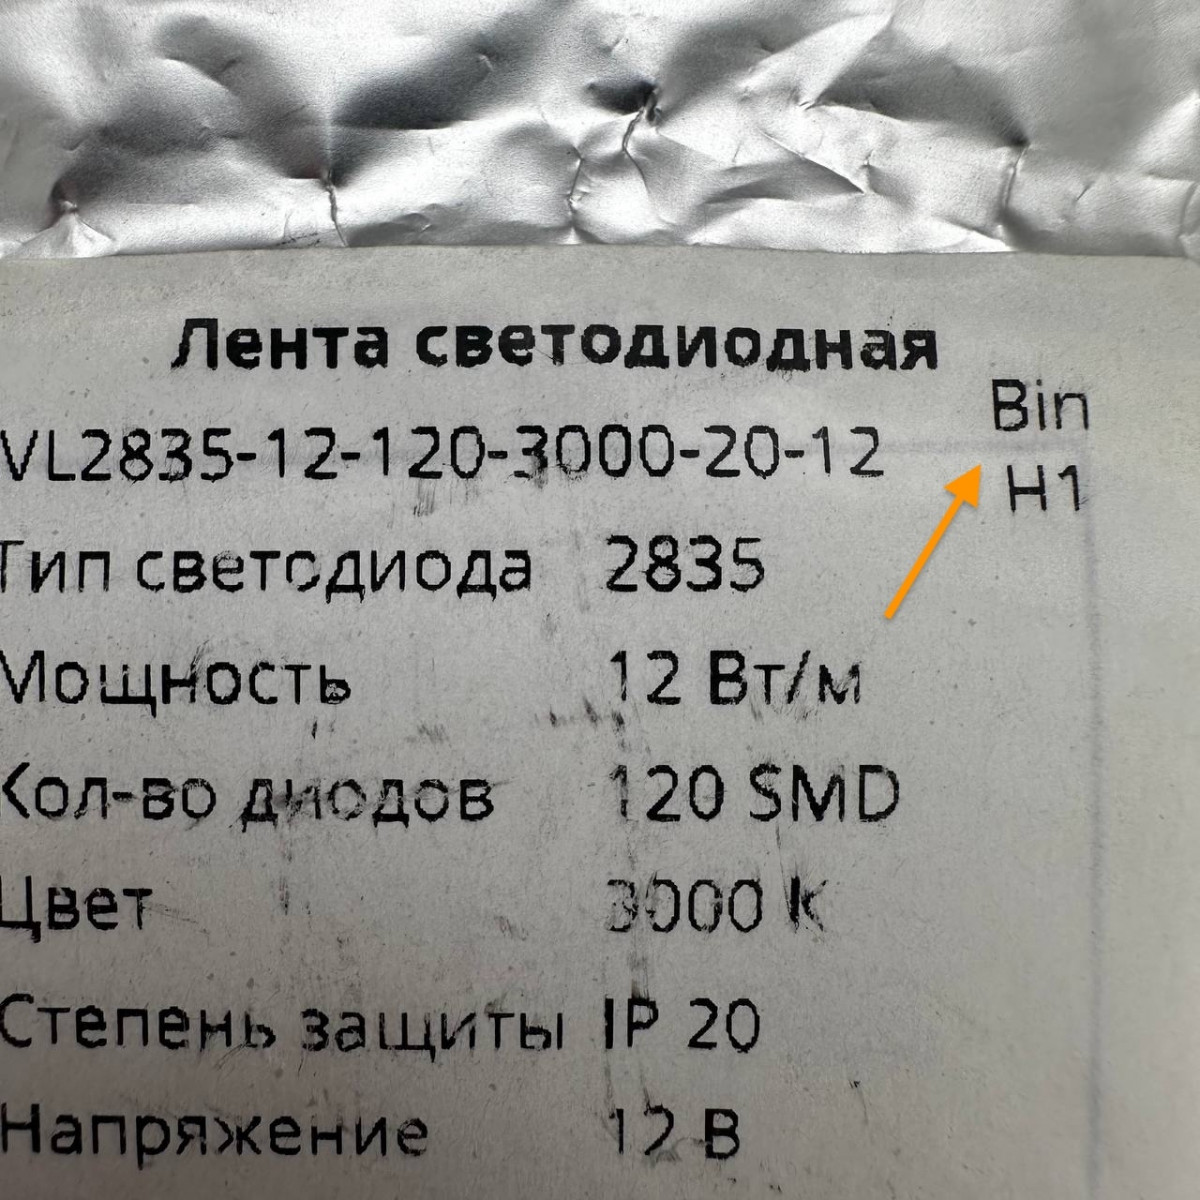 Лента светодиодная
Bin
VL2835-12-120-3000-20-12
H1
Тип светодиода 2835
Мощность 12 Вт/м
Кол-во диодов 120 SMD
Цвет 3000 K
Степень защиты IP 20
Напряжение 12 В